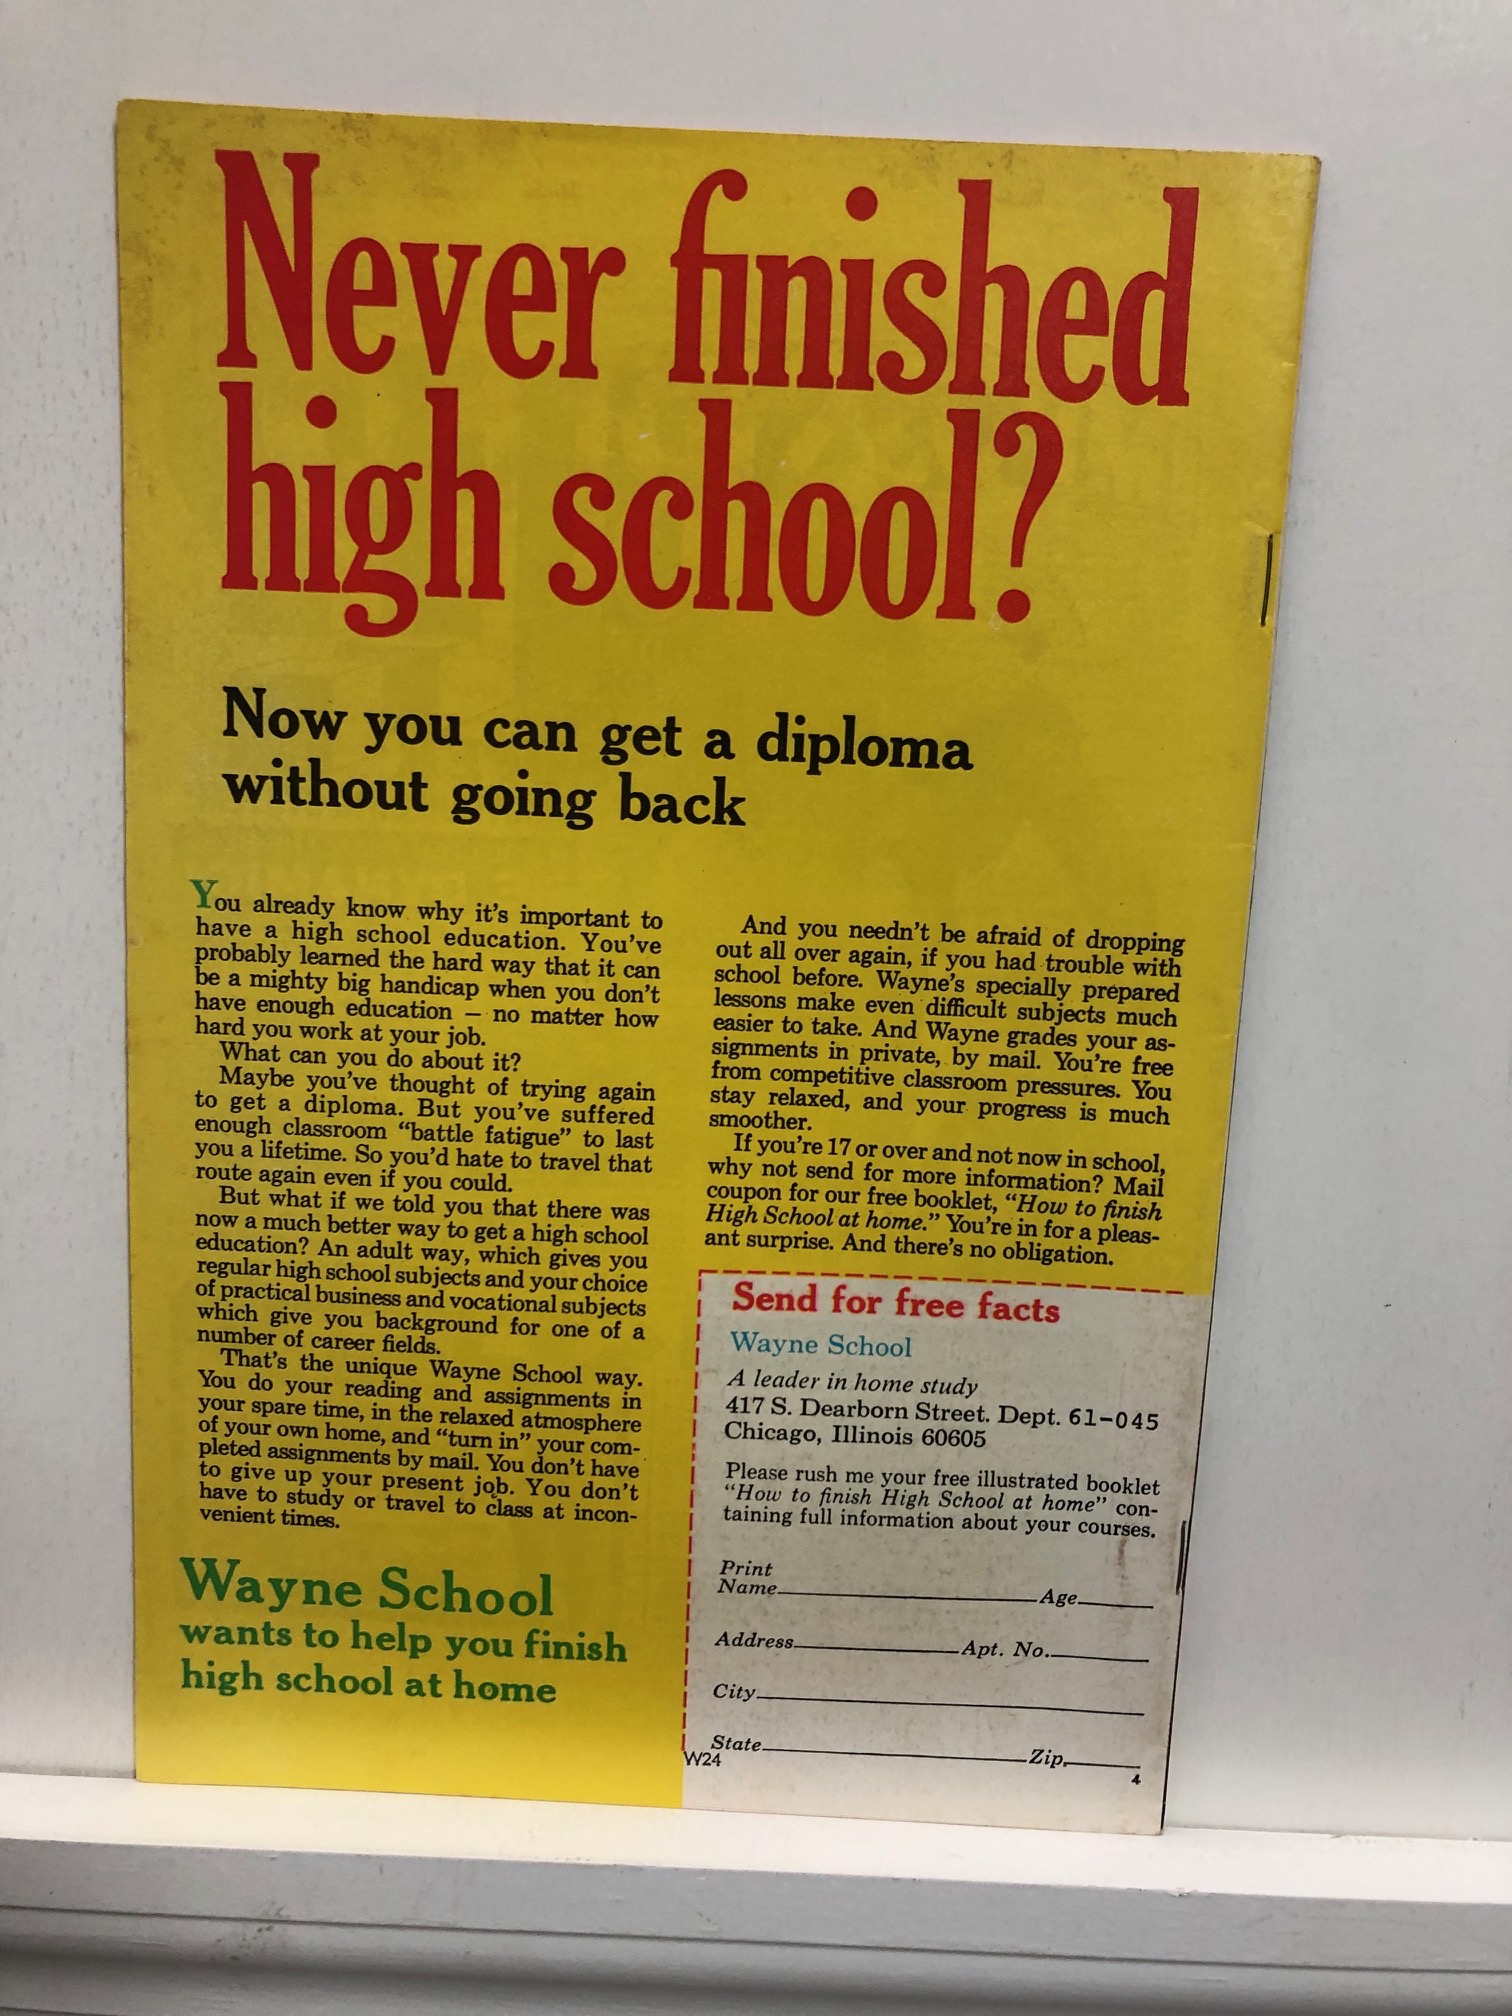 Never finished
high school?
Now you can get a diploma
without going back
You already know why it's important to
have a high school education. You've
probably learned the hard way that it can
be a mighty big handicap when you don't
have enough education — no matter how
hard you work at your job.
What can you do about it?
Maybe you've thought of trying again
to get a diploma. But you've suffered
enough classroom “battle fatigue” to last
you a lifetime. So you'd hate to travel that
route again even if you could.
But what if we told you that there was
now a much better way to get a high school
education? An adult way, which gives you
regular high school subjects and your choice
of practical business and vocational subjects
which give you background for one of a
number of career fields.
That's the unique Wayne School way.
You do your reading and assignments in
your spare time, in the relaxed atmosphere
of your own home, and “turn in” your com-
pleted assignments by mail. You don't have
to give up your present job. You don't
have to study or travel to class at incon-
venient times.
Wayne School
wants to help you finish
high school at home
And you needn't be afraid of dropping
out all over again, if you had trouble with
school before. Wayne's specially prepared
lessons make even difficult subjects much
easier to take. And Wayne grades your as-
signments in private, by mail. You're free
from competitive classroom pressures. You
stay relaxed, and your progress is much
smoother.
If you're 17 or over and not now in school,
why not send for more information? Mail
coupon for our free booklet, “How to finish
High School at home.” You're in for a pleas-
ant surprise. And there's no obligation.
Send for free facts
Wayne School
A leader in home study
417 S. Dearborn Street. Dept. 61-045
Chicago, Illinois 60605
Please rush me your free illustrated booklet
“How to finish High School at home” con-
taining full information about your courses.
Print
Name Age
Address Apt. No.
City
State Zip
W24
4